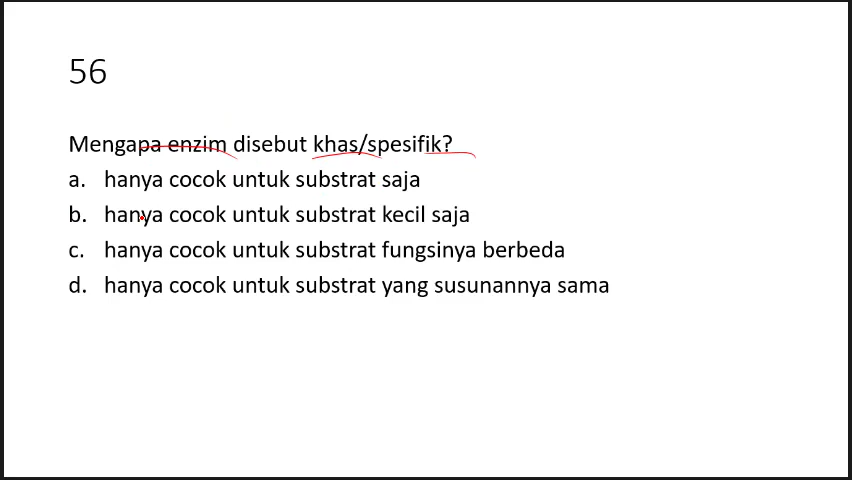 56
Mengapa enzim disebut khas/spesifik?
a. hanya cocok untuk substrat saja
b. hanya cocok untuk substrat kecil saja
c. hanya cocok untuk substrat fungsinya berbeda
d. hanya cocok untuk substrat yang susunannya sama